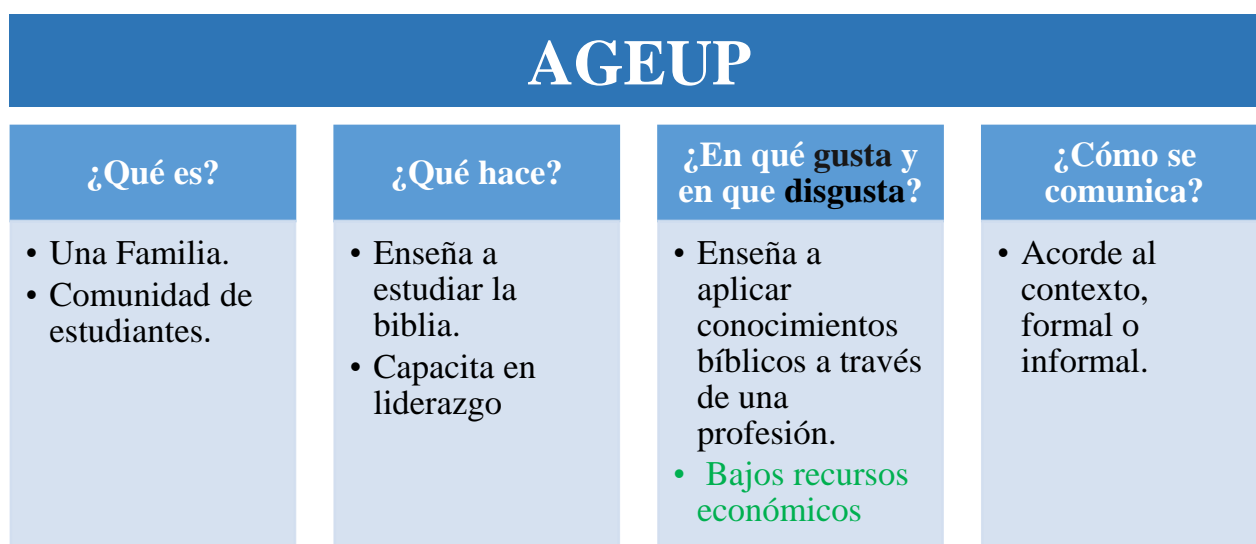 AGEUP
¿Qué es?
• Una Familia.
• Comunidad de
estudiantes.
¿Qué hace?
• Enseña a
estudiar la
biblia.
• Capacita en
liderazgo
¿En qué gusta y
en que disgusta?
• Enseña a
aplicar
conocimientos
bíblicos a través
de una
profesión.
• Bajos recursos
económicos
¿Cómo se
comunica?
• Acorde al
contexto,
formal o
informal.